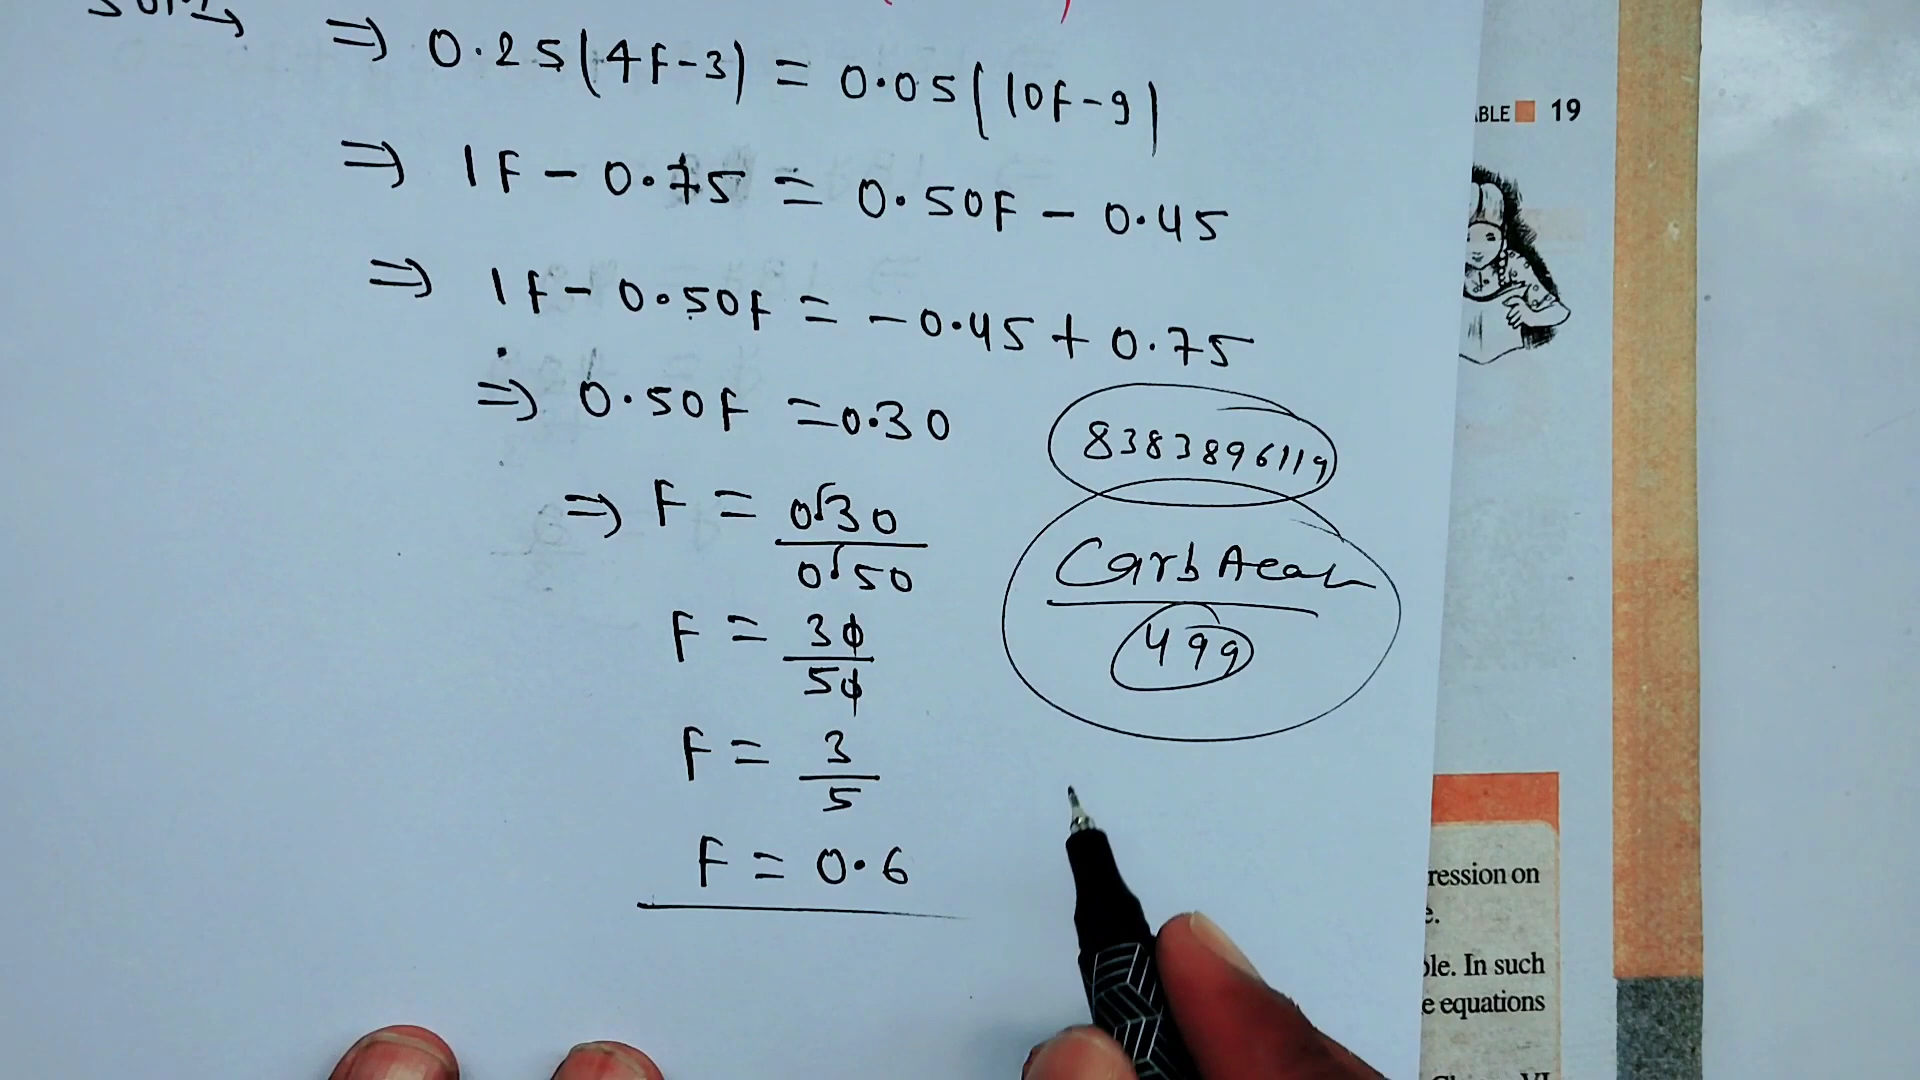 Soln→
⇒ 0.25(4F-3) = 0.05(10F-9)
⇒ 1F - 0.75 = 0.50F - 0.45
⇒ 1F - 0.50F = -0.45 + 0.75
⇒ 0.50F = 0.30
⇒ F = 0.30
0.50
F = 30
50
F = 3
5
F = 0.6
8383896119
499
BLE 19
ression on
e.
le. In such
e equations